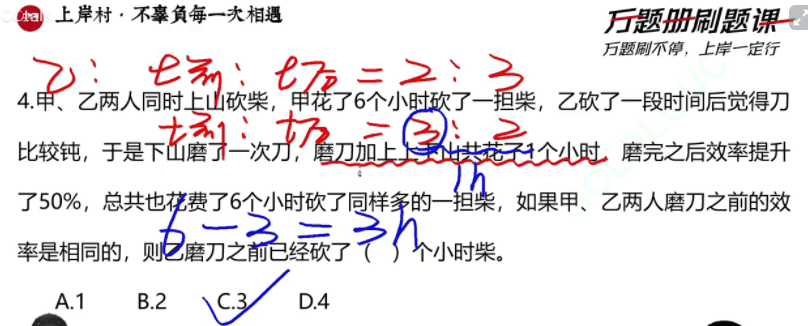 上岸村·不辜負每一次相遇
万题册刷题课
万题刷不停，上岸一定行
乙： t前：t后＝2：3
4.甲、乙两人同时上山砍柴，甲花了6个小时砍了一担柴，乙砍了一段时间后觉得刀
t前：t后＝3：2
比较钝，于是下山磨了一次刀，磨刀加上上下山共花了1个小时，磨完之后效率提升
1h
了50%，总共也花费了6个小时砍了同样多的一担柴，如果甲、乙两人磨刀之前的效
6－3＝3h
率是相同的，则乙磨刀之前已经砍了（ ）个小时柴。
A.1 B.2 C.3 D.4